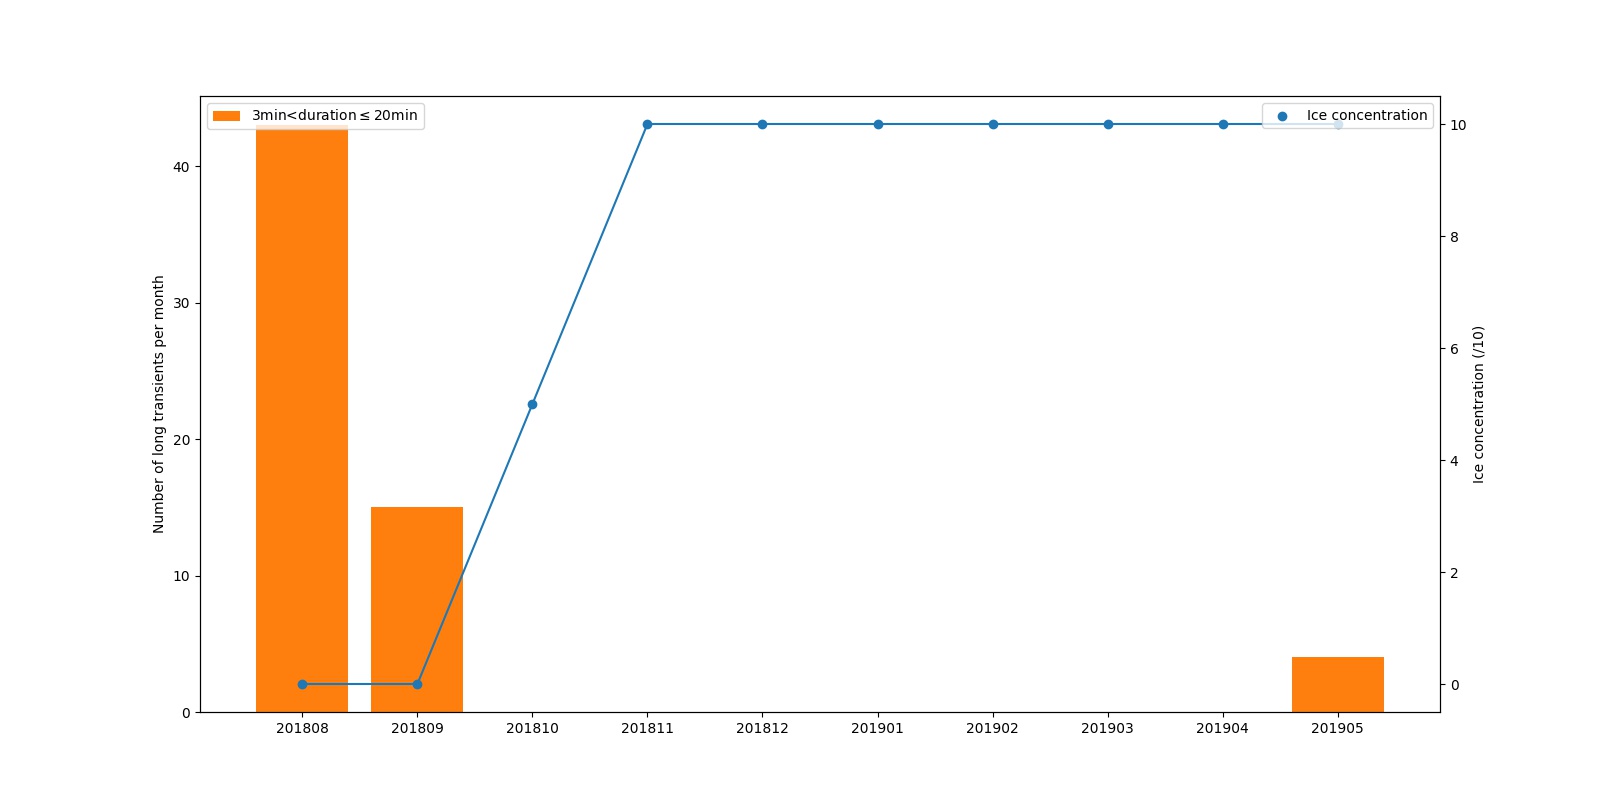 3min<duration ≤ 20min
Ice concentration
40
30
20
10
0
Number of long transients per month
10
8
6
4
2
0
Ice concentration (/10)
201808 201809 201810 201811 201812 201901 201902 201903 201904 201905